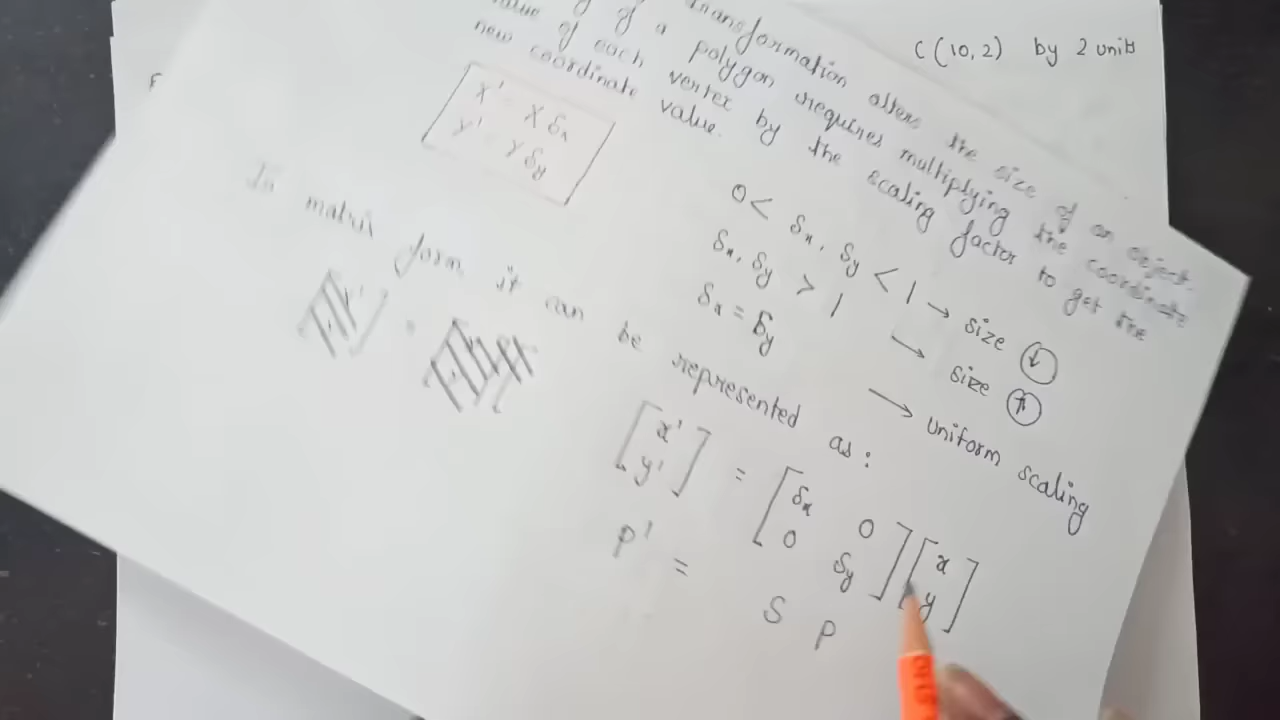 C(10,2) by 2 units
transformation alters the size of an object.
of a polygon requires multiplying the coordinate
of each vertex by the scaling factor to get the
new coordinate value.
X' = X Sx
Y' = Y Sy
0 < Sx, Sy < 1 → size ↓
Sx, Sy > 1 → size ↑
Sx = Sy → uniform scaling
In matrix form it can be represented as:
[x' y'] = [Sx 0 0 Sy] [x y]
P' = S P